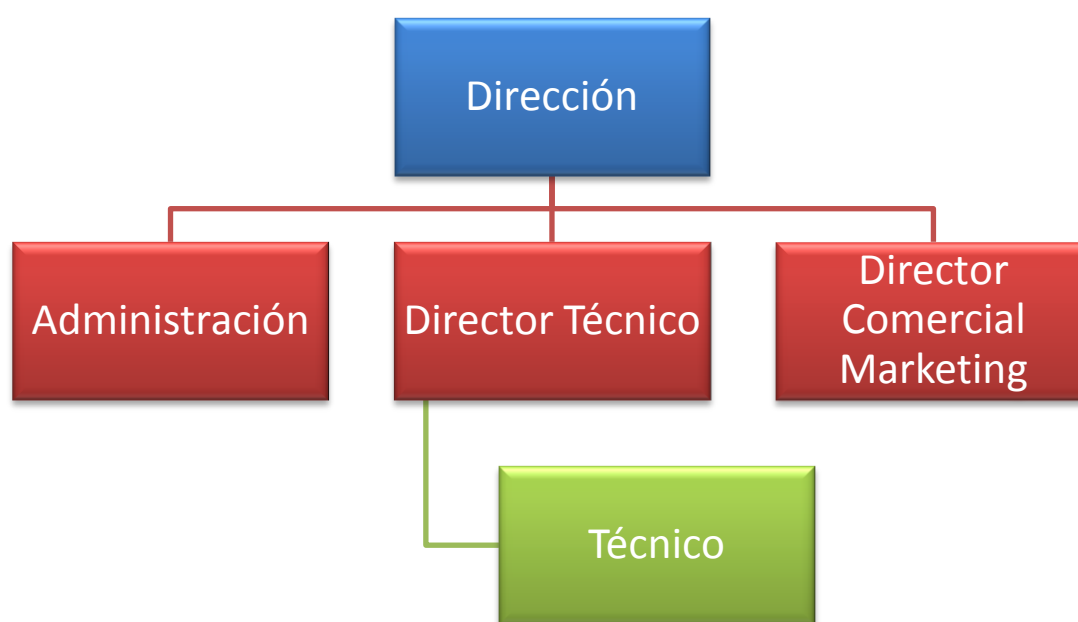 Dirección
Administración
Director Técnico
Director
Comercial
Marketing
Técnico